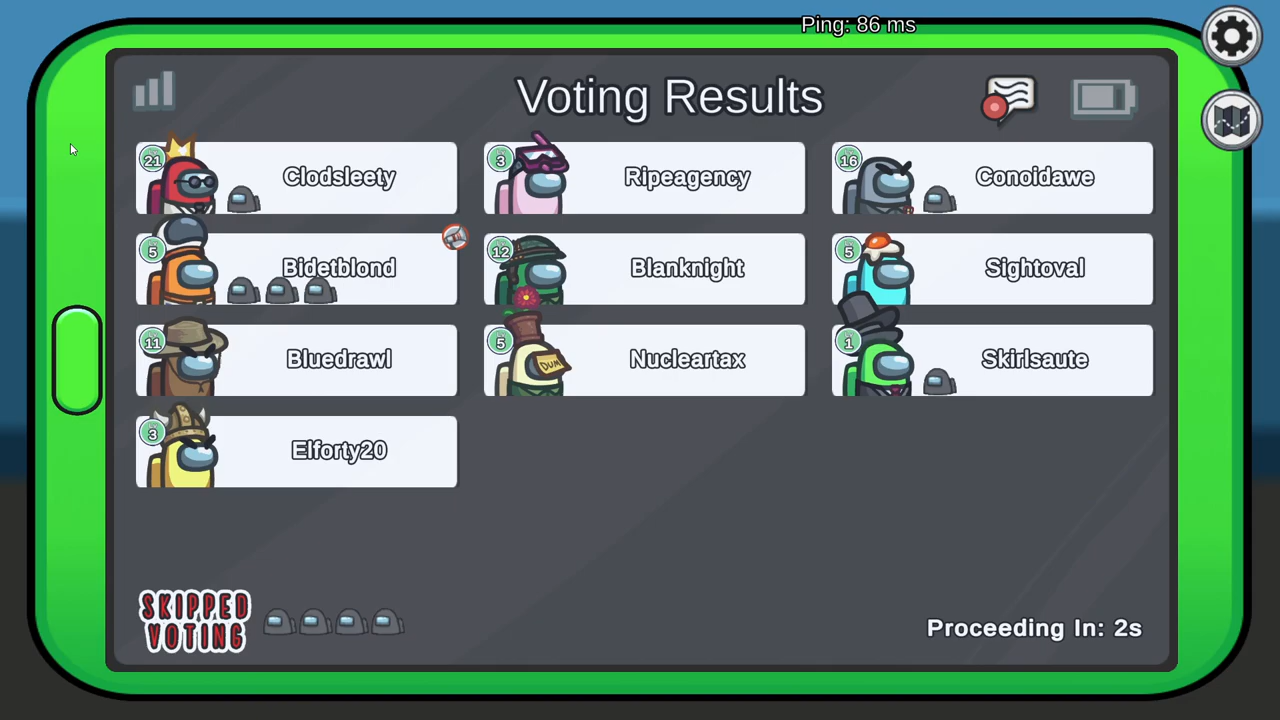 Ping: 86 ms
Voting Results
21 Clodsleety
3 Ripeagency
16 Conoidawe
5 Bidetblond
12 Blanknight
5 Sightoval
11 Bluedrawl
5 Nucleartax
DUM
1 Skirlsaute
3 Elforty20
SKIPPED
VOTING
Proceeding In: 2s